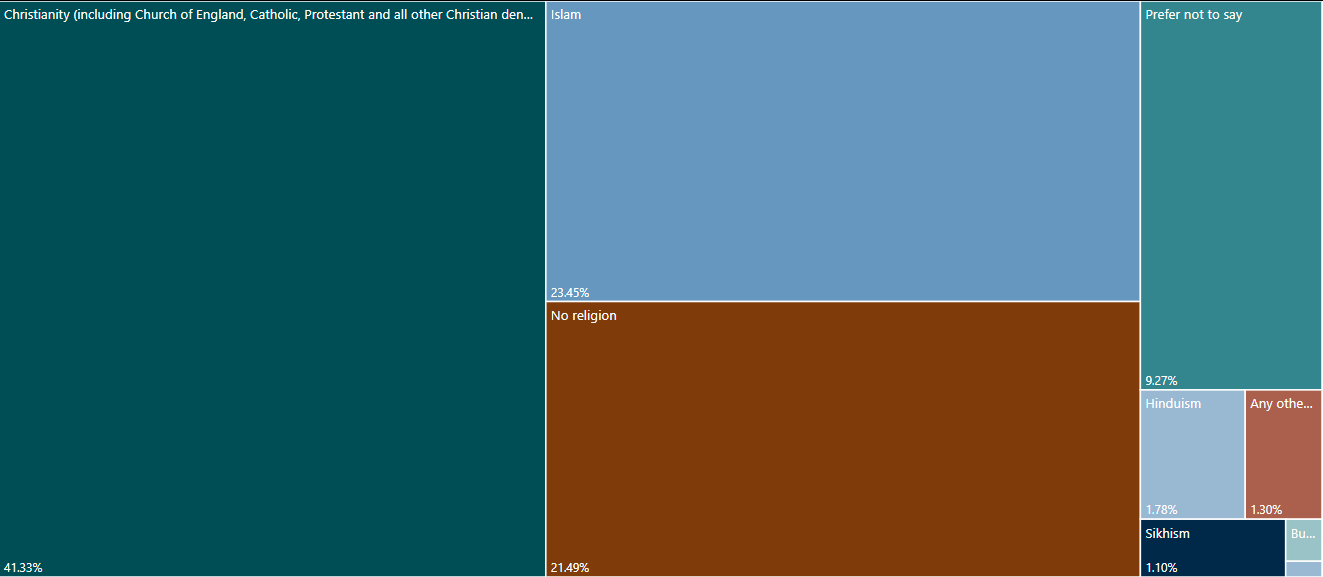 Christianity (including Church of England, Catholic, Protestant and all other Christian den...
41.33%
Islam
23.45%
No religion
21.49%
Prefer not to say
9.27%
Hinduism
1.78%
Any othe...
1.30%
Sikhism
1.10%
Bu...